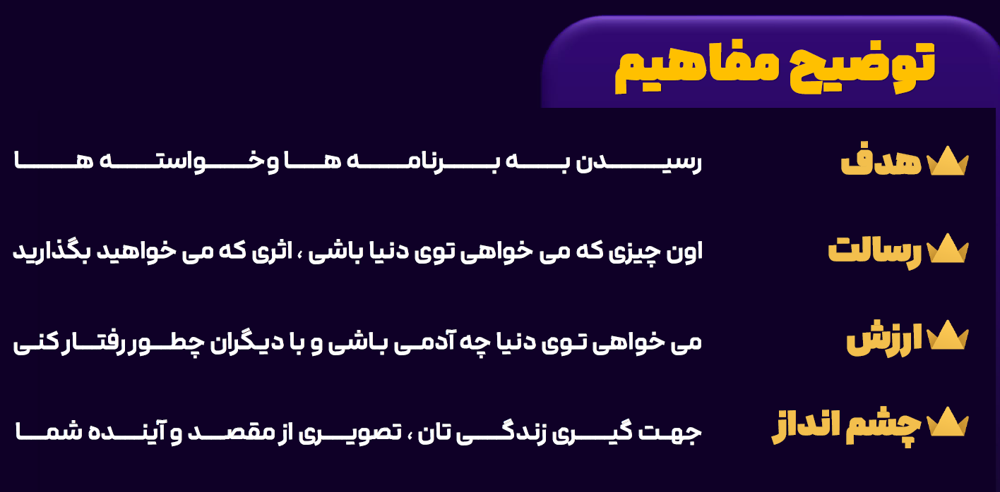 توضیح مفاهیم
هدف
رسیدن به برنامه ها وخواسته ها
رسالت
اون چیزی که می خواهی توی دنیا باشی ، اثری که می خواهید بگذارید
ارزش
می خواهی توی دنیا چه آدمی باشی و با دیگران چطور رفتار کنی
چشم انداز
جهت گیری زندگی تان ، تصویری از مقصد و آینده شما